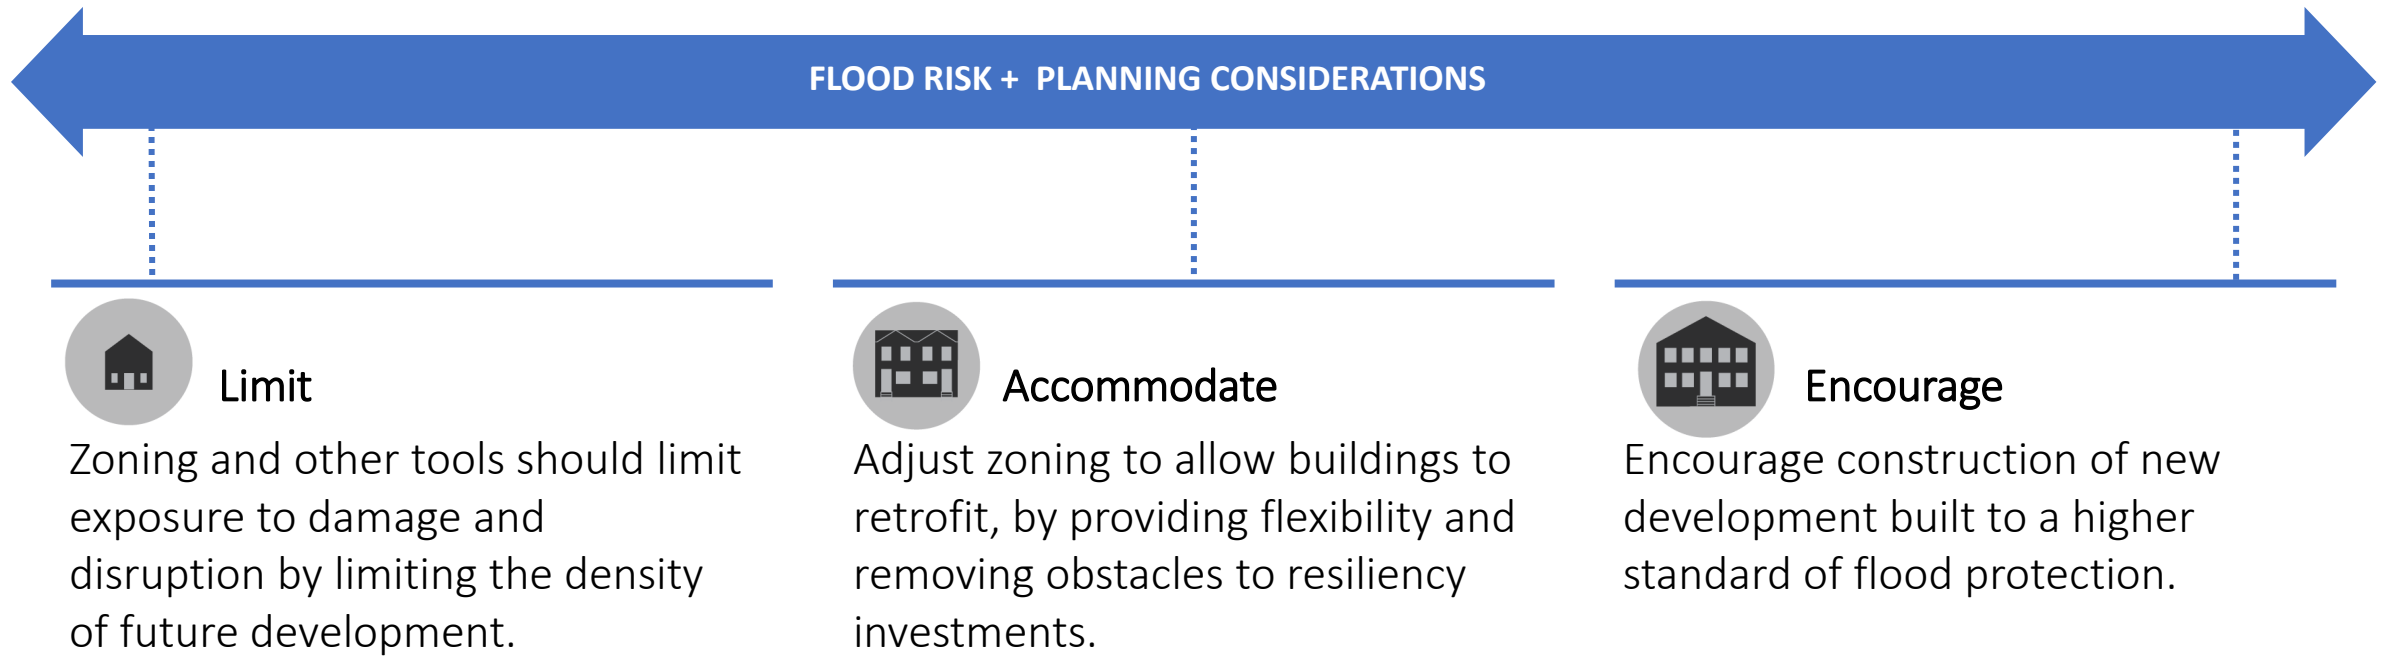 FLOOD RISK + PLANNING CONSIDERATIONS
Limit
Zoning and other tools should limit
exposure to damage and
disruption by limiting the density
of future development.
Accommodate
Adjust zoning to allow buildings to
retrofit, by providing flexibility and
removing obstacles to resiliency
investments.
Encourage
Encourage construction of new
development built to a higher
standard of flood protection.